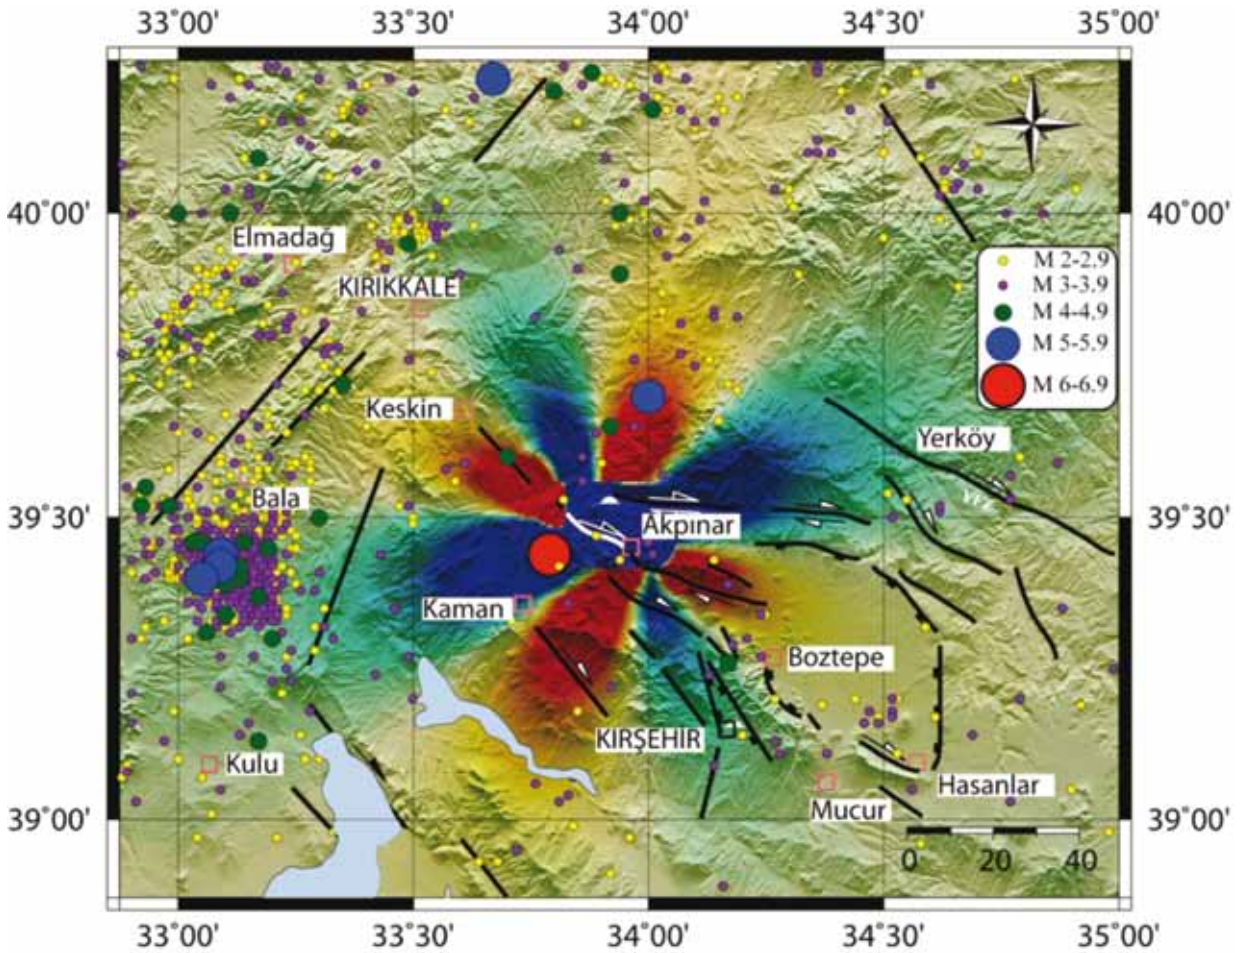 33°00'
33°30'
34°00'
34°30'
35°00'
40°00'
40°00'
Elmadağ
M 2-2,9
KIRIKKALE
M 3-3,9
M 4-4,9
M 5-5,9
M 6-6,9
Keskin
Yerköy
Bala
39°30'
39°30'
Akpınar
Kaman
Boztepe
KIRŞEHİR
Kulu
Hasanlar
Mucur
39°00'
39°00'
0 20 40
33°00'
33°30'
34°00'
34°30'
35°00'